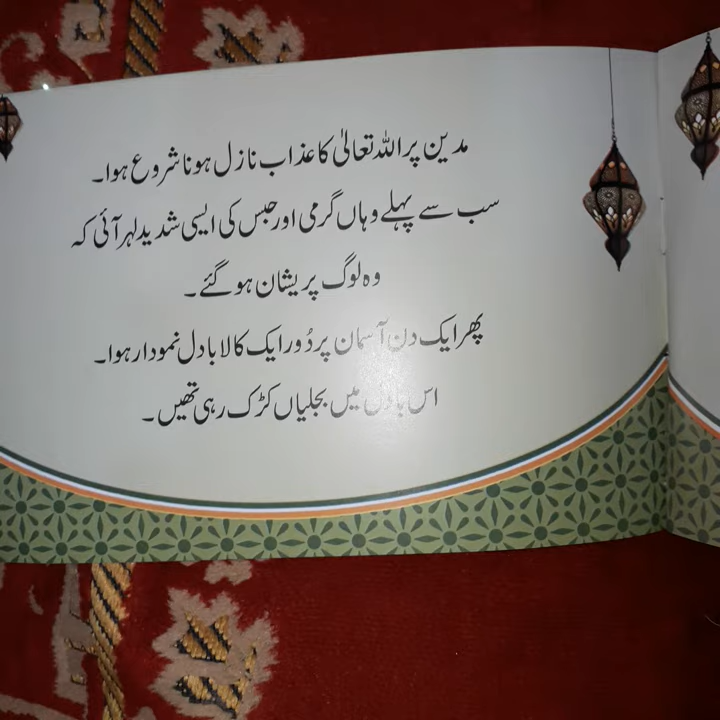 مدین پر اللہ تعالیٰ کا عذاب نازل ہونا شروع ہوا۔
سب سے پہلے وہاں گرمی اور حبس کی ایسی شدید لہر آئی کہ
وہ لوگ پریشان ہو گئے۔
پھر ایک دن آسمان پر دُور ایک کالا بادل نمودار ہوا۔
اس بادل میں بجلیاں کڑک رہی تھیں۔